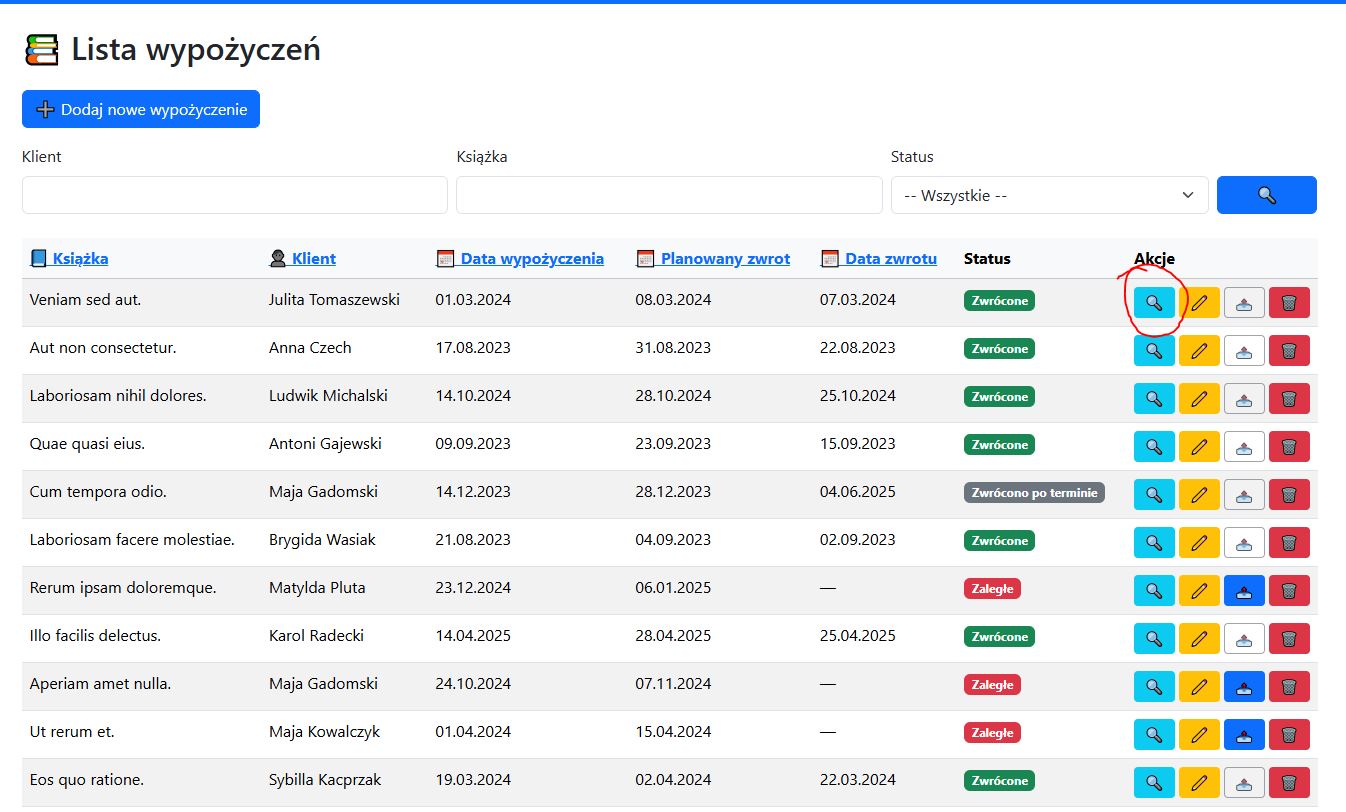 Lista wypożyczeń
Dodaj nowe wypożyczenie
Klient Książka Status
-- Wszystkie --
Książka Klient Data wypożyczenia Planowany zwrot Data zwrotu Status Akcje
Veniam sed aut. Julita Tomaszewski 01.03.2024 08.03.2024 07.03.2024 Zwrócone
Aut non consectetur. Anna Czech 17.08.2023 31.08.2023 22.08.2023 Zwrócone
Laboriosam nihil dolores. Ludwik Michalski 14.10.2024 28.10.2024 25.10.2024 Zwrócone
Quae quasi eius. Antoni Gajewski 09.09.2023 23.09.2023 15.09.2023 Zwrócone
Cum tempora odio. Maja Gadomski 14.12.2023 28.12.2023 04.06.2025 Zwrócono po terminie
Laboriosam facere molestiae. Brygida Wasiak 21.08.2023 04.09.2023 02.09.2023 Zwrócone
Rerum ipsam doloremque. Matylda Pluta 23.12.2024 06.01.2025 — Zaległe
Illo facilis delectus. Karol Radecki 14.04.2025 28.04.2025 25.04.2025 Zwrócone
Aperiam amet nulla. Maja Gadomski 24.10.2024 07.11.2024 — Zaległe
Ut rerum et. Maja Kowalczyk 01.04.2024 15.04.2024 — Zaległe
Eos quo ratione. Sybilla Kacprzak 19.03.2024 02.04.2024 22.03.2024 Zwrócone